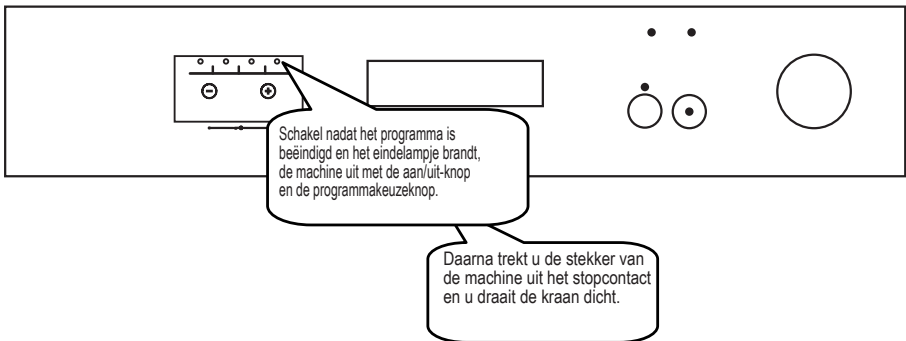 Schakel nadat het programma is
beëindigd en het eindelampje brandt,
de machine uit met de aan/uit-knop
en de programmakeuzeknop.
Daarna trekt u de stekker van
de machine uit het stopcontact
en u draait de kraan dicht.